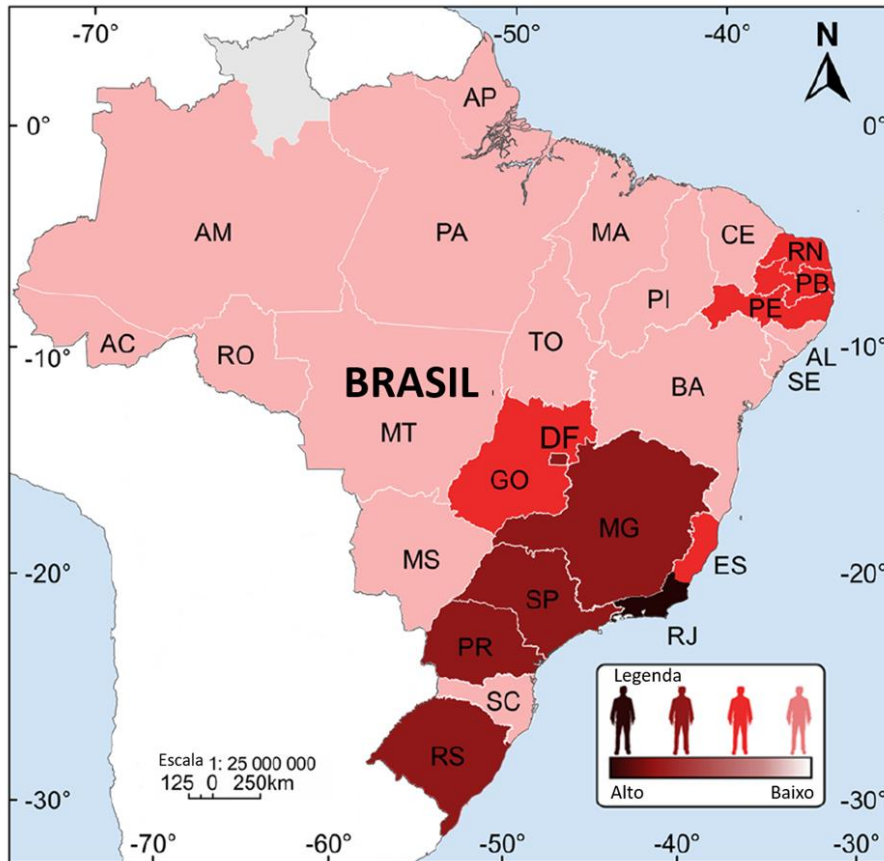 -70°
-50°
-40°
N
0°
0°
AP
AM
PA
MA
CE
RN
PB
PI
PE
AC
RO
TO
-10°
-10°
AL
SE
BRASIL
BA
MT
DF
GO
MG
MS
ES
-20°
-20°
SP
RJ
PR
SC
Legenda
RS
Escala 1: 25 000 000
125 0 250km
Alto Baixo
-30°
-30°
-70°
-60°
-50°
-40°
-30°